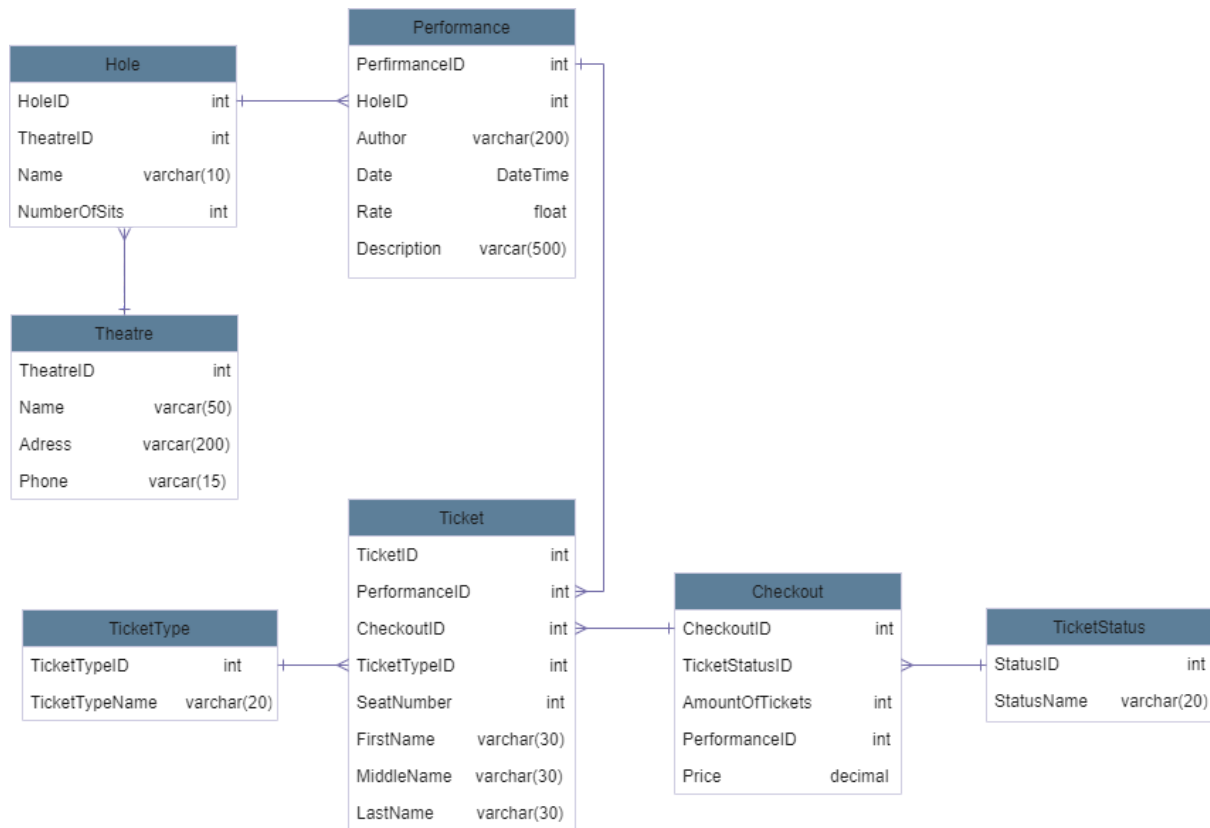 Hole
HoleID int
TheatreID int
Name varchar(10)
NumberOfSits int
Performance
PerfirmanceID int
HoleID int
Author varchar(200)
Date DateTime
Rate float
Description varcar(500)
Theatre
TheatreID int
Name varcar(50)
Adress varcar(200)
Phone varcar(15)
Ticket
TicketID int
PerformanceID int
CheckoutID int
TicketTypeID int
SeatNumber int
FirstName varchar(30)
MiddleName varchar(30)
LastName varchar(30)
TicketType
TicketTypeID int
TicketTypeName varchar(20)
Checkout
CheckoutID int
TicketStatusID
AmountOfTickets int
PerformanceID int
Price decimal
TicketStatus
StatusID int
StatusName varchar(20)